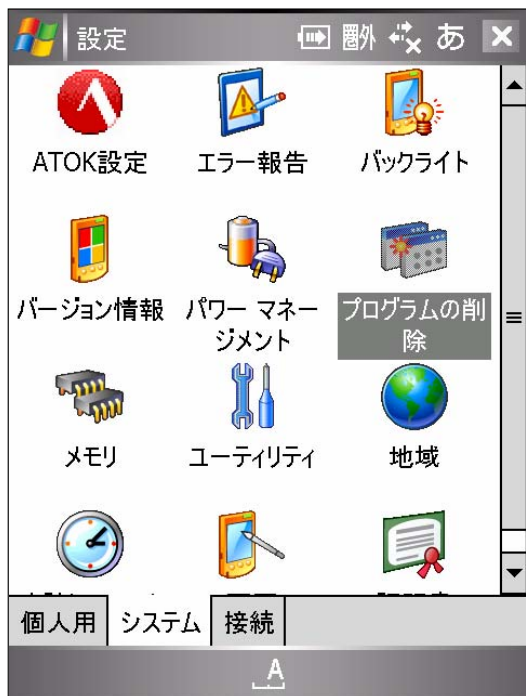 設定
圏外
あ
ATOK設定
エラー報告
バックライト
バージョン情報
パワー マネー
ジメント
プログラムの削
除
メモリ
ユーティリティ
地域
個人用
システム
接続
A